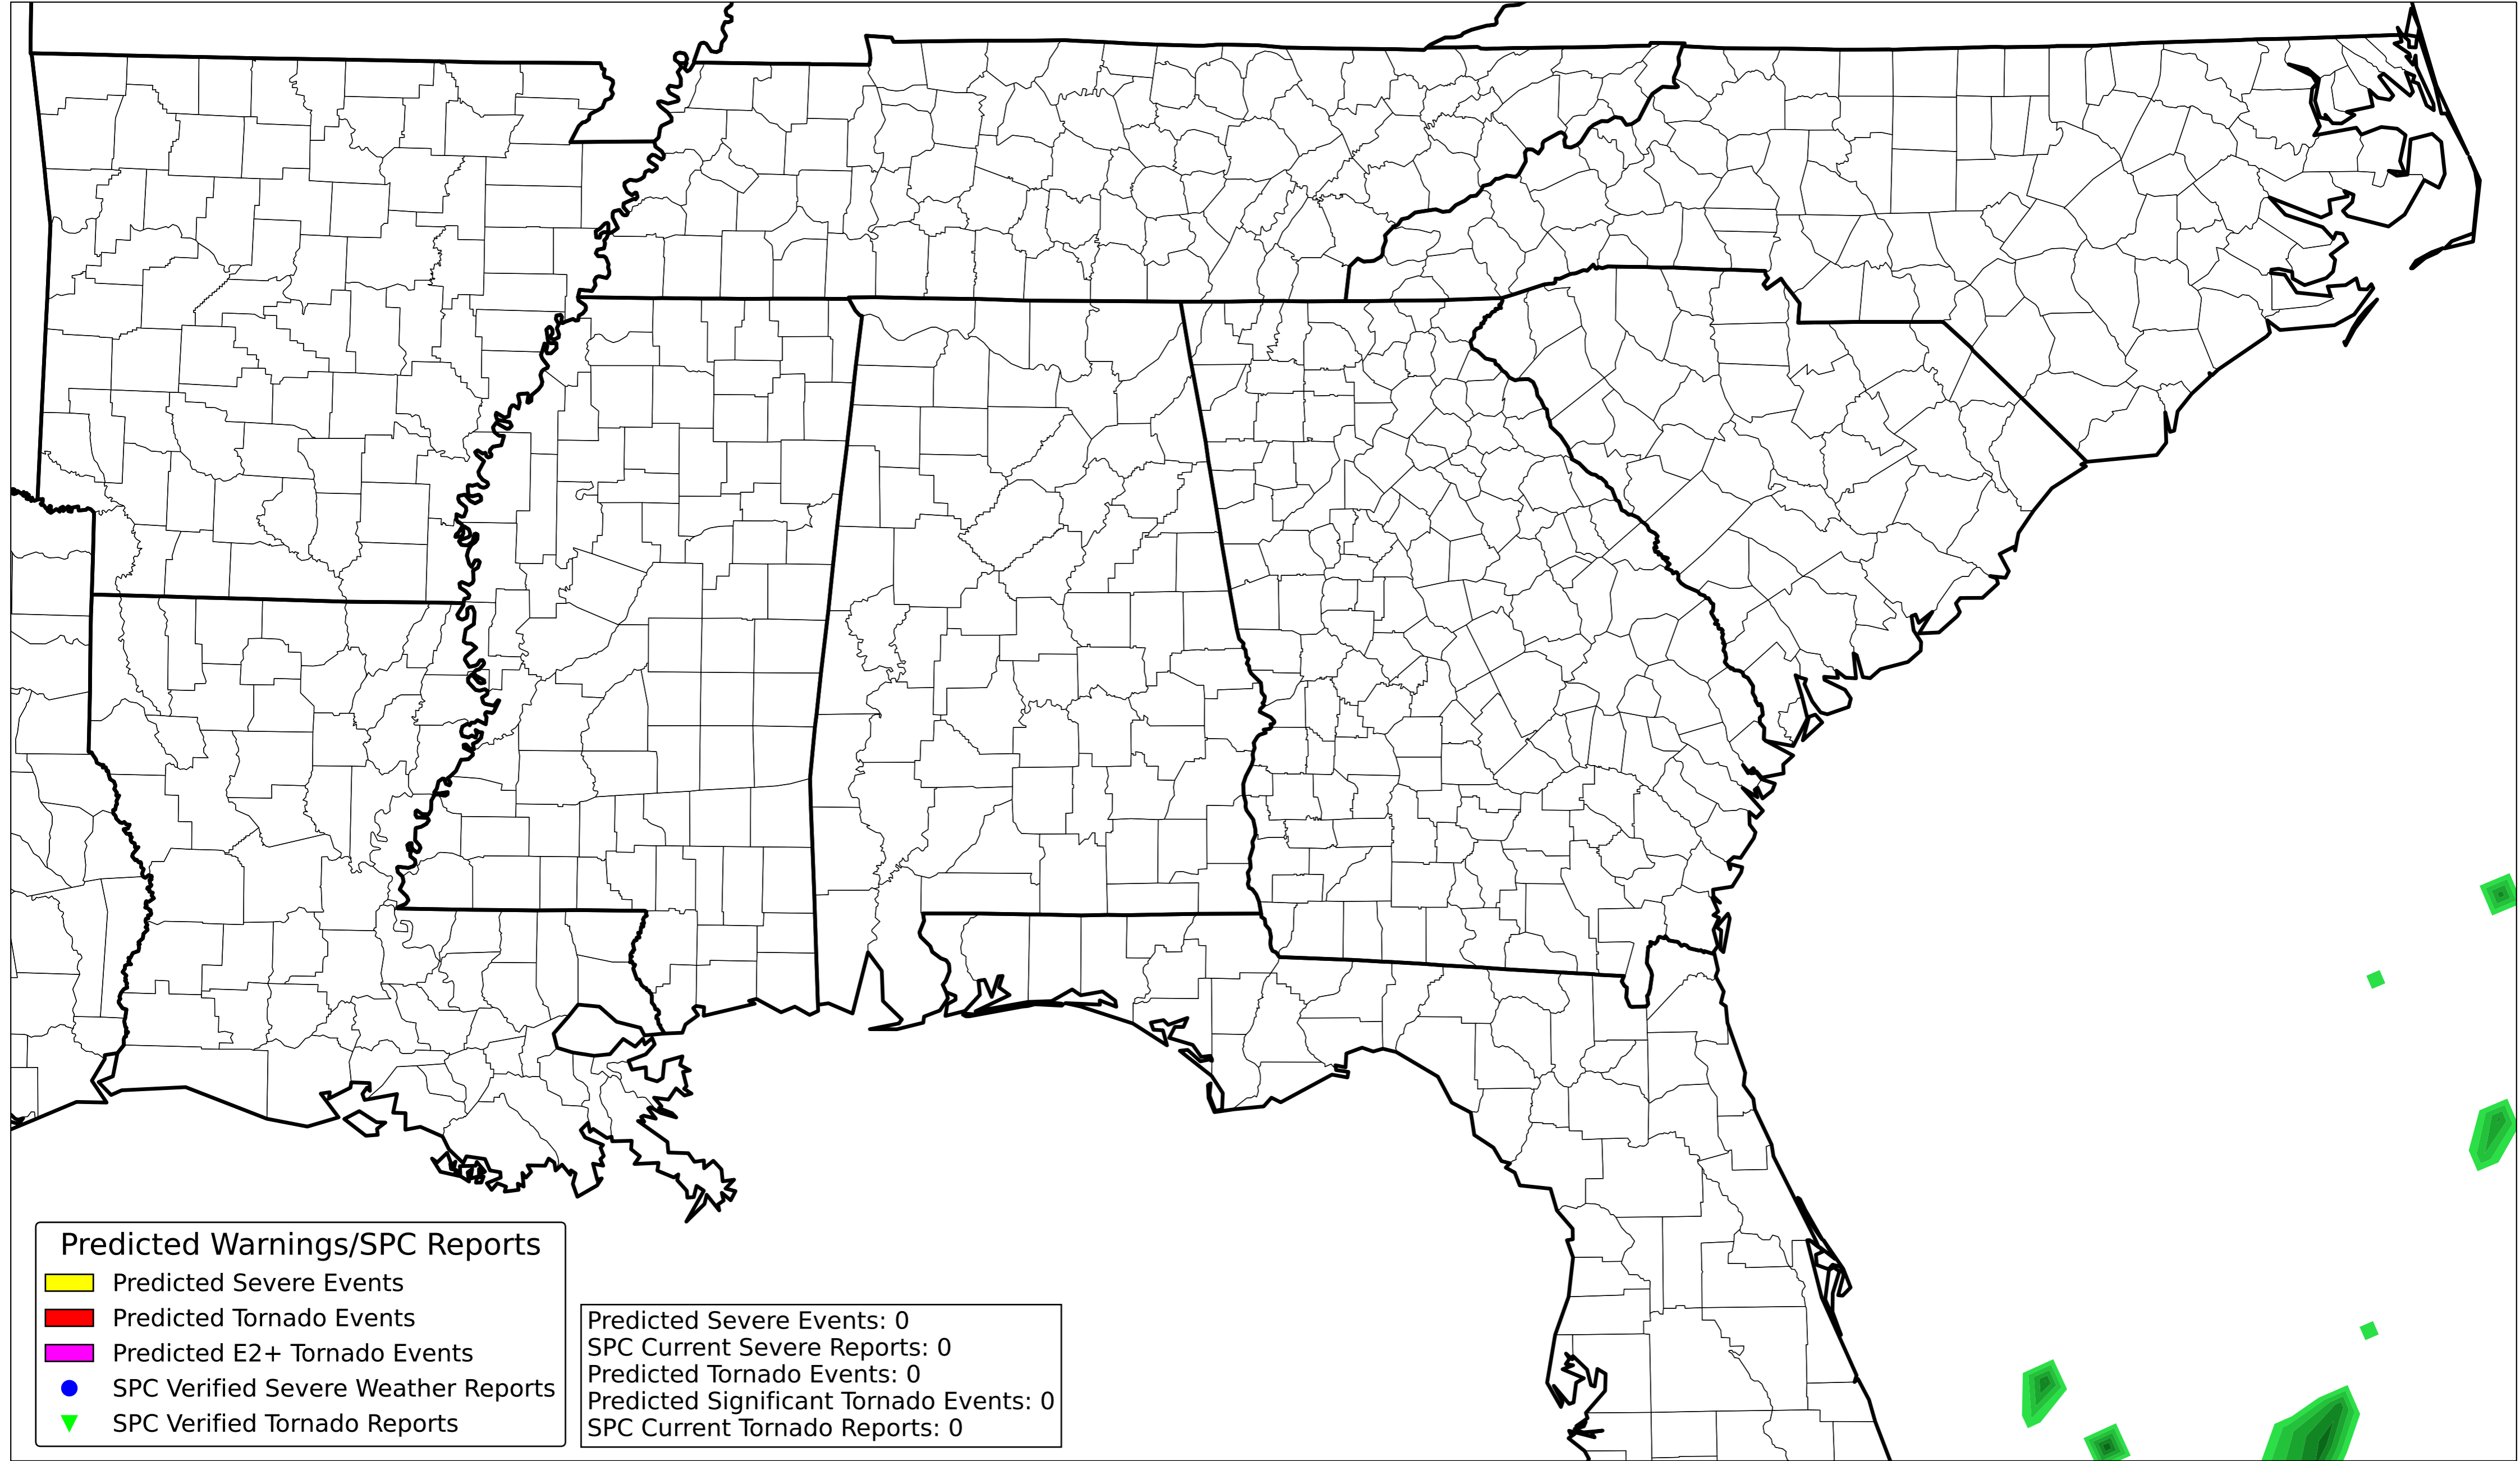 Predicted Warnings/SPC Reports
Predicted Severe Events
Predicted Tornado Events
Predicted E2+ Tornado Events
SPC Verified Severe Weather Reports
SPC Verified Tornado Reports
Predicted Severe Events: 0
SPC Current Severe Reports: 0
Predicted Tornado Events: 0
Predicted Significant Tornado Events: 0
SPC Current Tornado Reports: 0